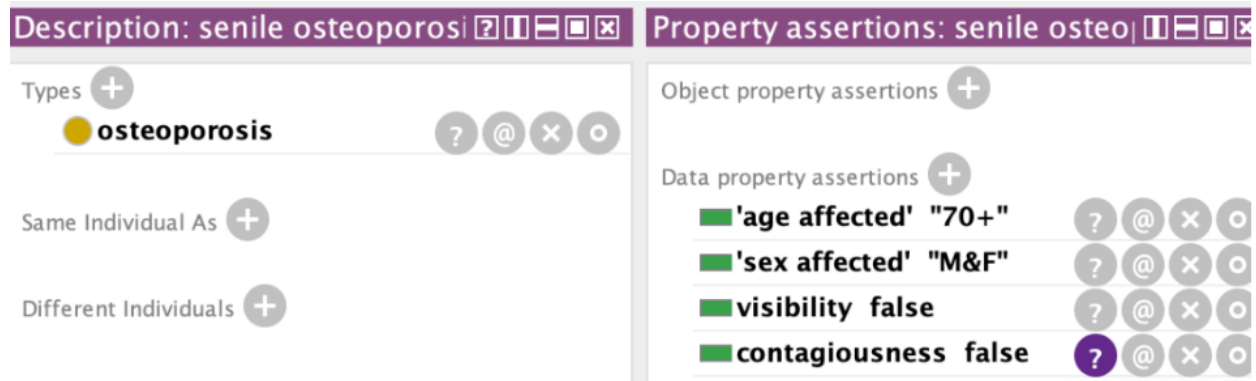 Description: senile osteoporosi
Types
osteoporosis
Same Individual As
Different Individuals
Property assertions: senile osteo
Object property assertions
Data property assertions
'age affected' "70+"
'sex affected' "M&F"
visibility false
contagiousness false